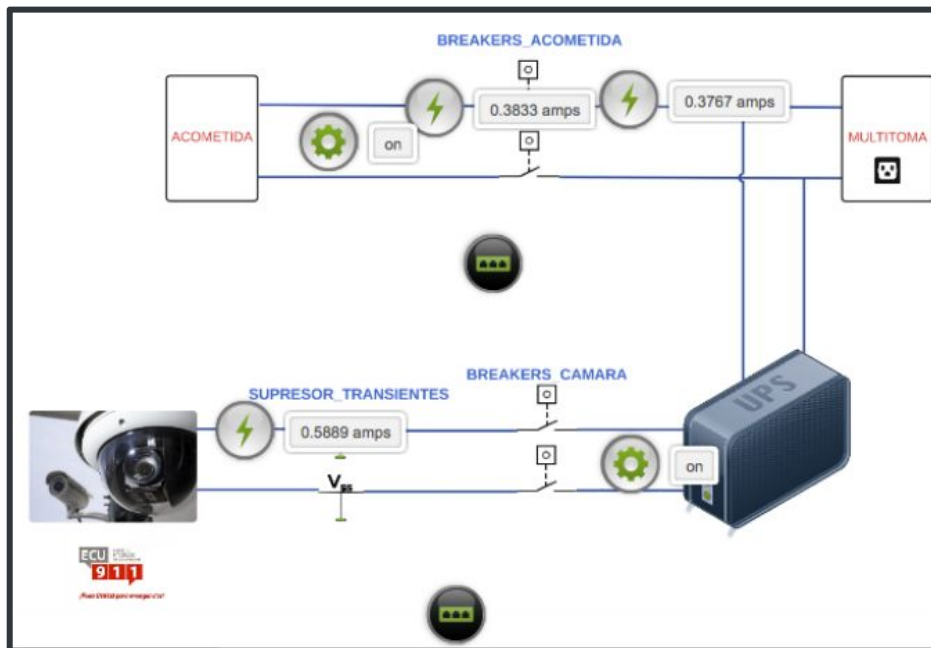 BREAKERS_ACOMETIDA
0.3833 amps
0.3767 amps
ACOMETIDA
on
MULTITOMA
BREAKERS_CAMARA
SUPRESOR_TRANSIENTES
UPS
0.5889 amps
on
Vss
ECU
911